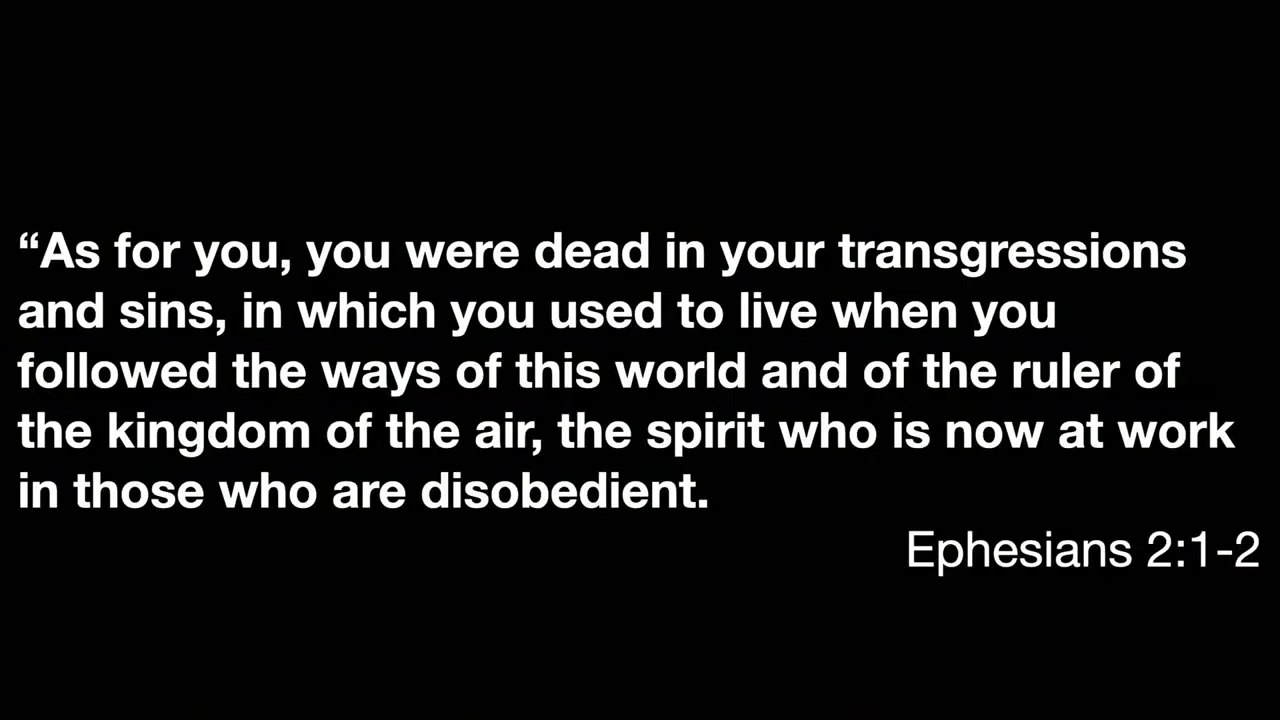 “As for you, you were dead in your transgressions
and sins, in which you used to live when you
followed the ways of this world and of the ruler of
the kingdom of the air, the spirit who is now at work
in those who are disobedient.
Ephesians 2:1-2